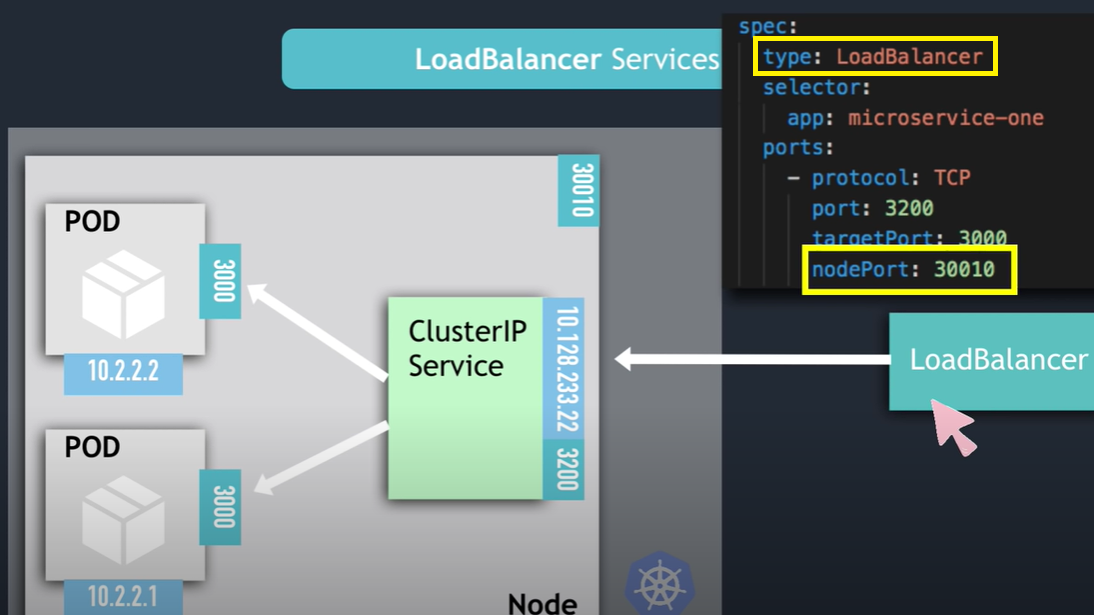 LoadBalancer Services
spec:
type: LoadBalancer
selector:
app: microservice-one
ports:
- protocol: TCP
port: 3200
targetPort: 3000
nodePort: 30010
30010
POD
3000
10.2.2.2
ClusterIP
Service
10.128.233.22
3200
LoadBalancer
POD
3000
10.2.2.1
Node